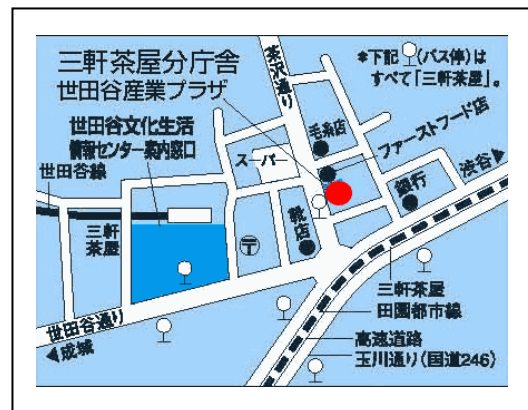 三軒茶屋分庁舎
世田谷産業プラザ
茶沢通り
*下記 (バス停)は
すべて「三軒茶屋」。
世田谷文化生活
情報センター案内窓口
世田谷線
スーパー
毛糸店
ファーストフード店
渋谷
銀行
三軒
茶屋
〒
靴店
三軒茶屋
田園都市線
世田谷通り
成城
高速道路
玉川通り(国道246)